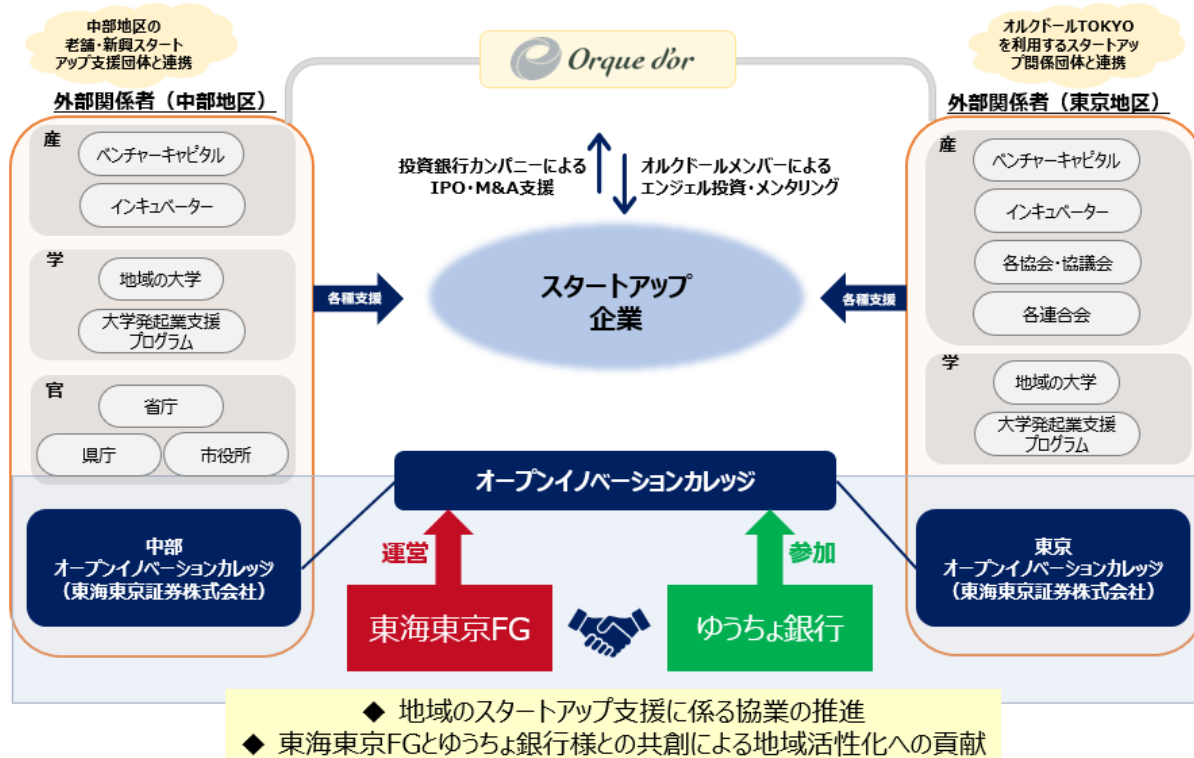 中部地区の
老舗・新興スタート
アップ支援団体と連携
Orque d'or
オルクドールTOKYO
を利用するスタートアッ
プ関係団体と連携
外部関係者（中部地区）
産
ベンチャーキャピタル
インキュベーター
学
地域の大学
大学発起業支援
プログラム
官
省庁
県庁
市役所
各種支援
投資銀行カンパニーによる
IPO・M&A支援
オルクドールメンバーによる
エンジェル投資・メンタリング
スタートアップ
企業
各種支援
外部関係者（東京地区）
産
ベンチャーキャピタル
インキュベーター
各協会・協議会
各連合会
学
地域の大学
大学発起業支援
プログラム
オープンイノベーションカレッジ
中部
オープンイノベーションカレッジ
（東海東京証券株式会社）
運営
東海東京FG
参加
ゆうちょ銀行
東京
オープンイノベーションカレッジ
（東海東京証券株式会社）
◆ 地域のスタートアップ支援に係る協業の推進
◆ 東海東京FGとゆうちょ銀行様との共創による地域活性化への貢献